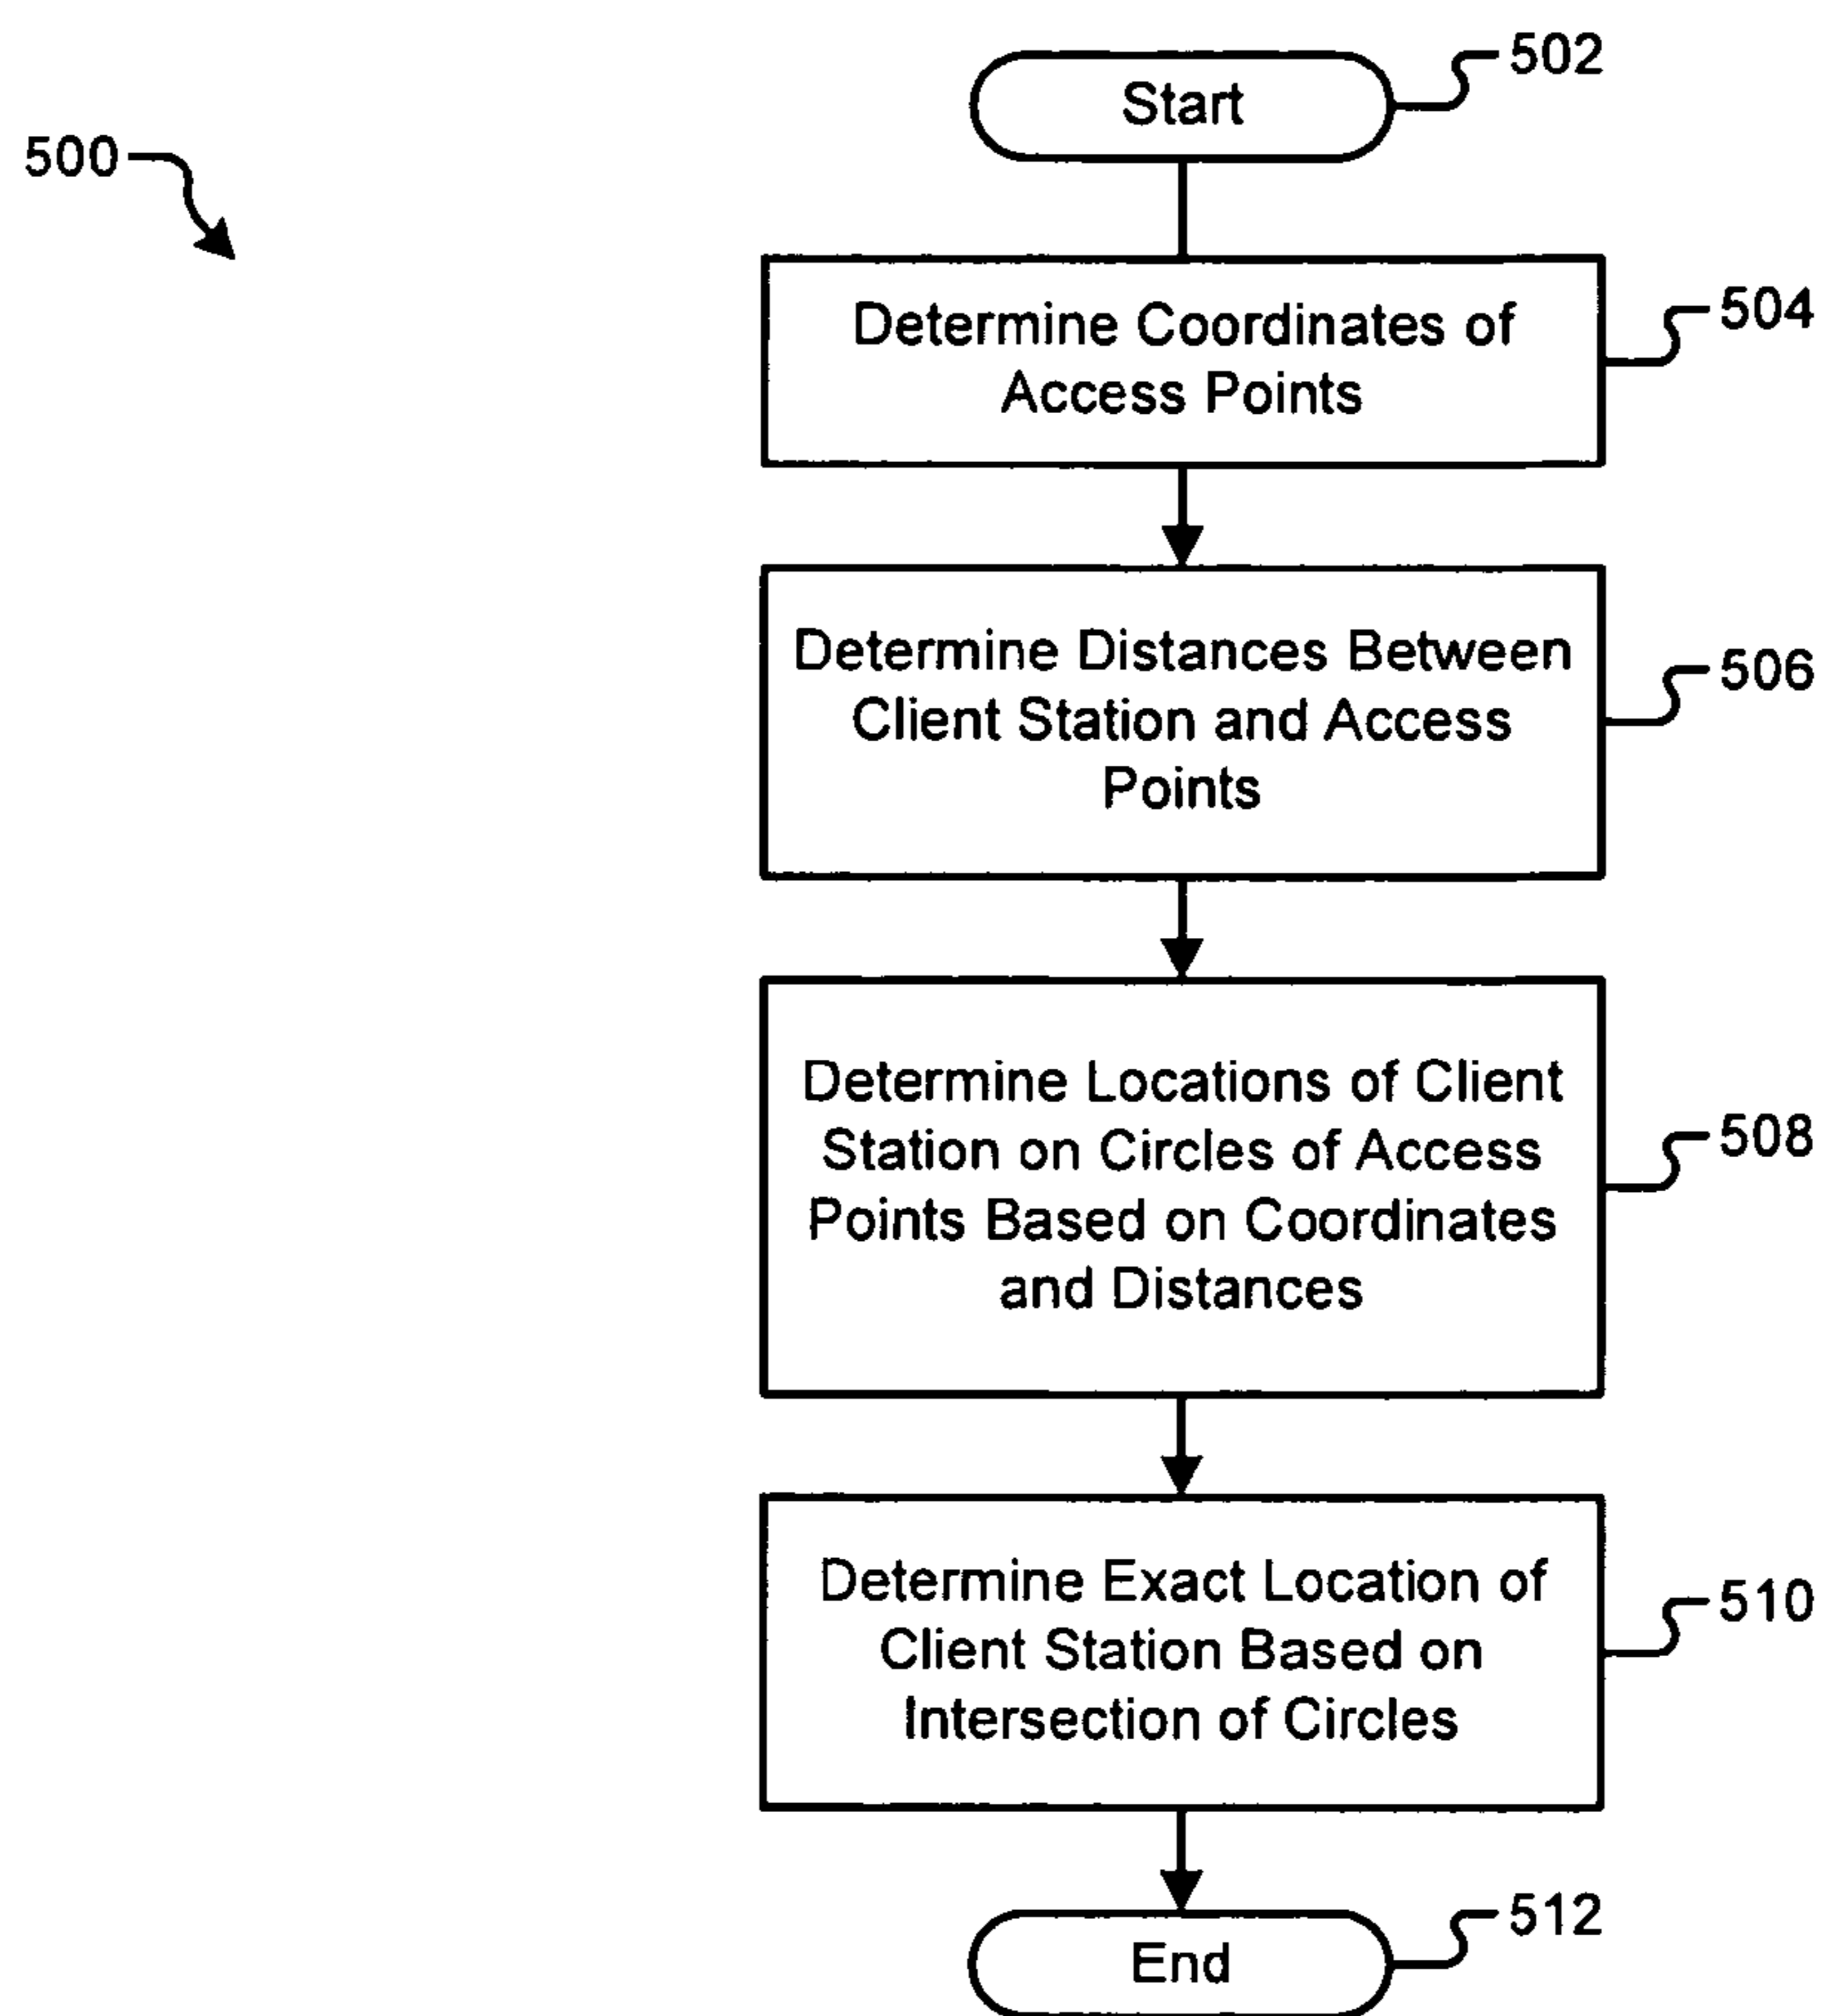 502
Start
500
Determine Coordinates of
Access Points
504
Determine Distances Between
Client Station and Access
Points
506
Determine Locations of Client
Station on Circles of Access
Points Based on Coordinates
and Distances
508
Determine Exact Location of
Client Station Based on
Intersection of Circles
510
512
End